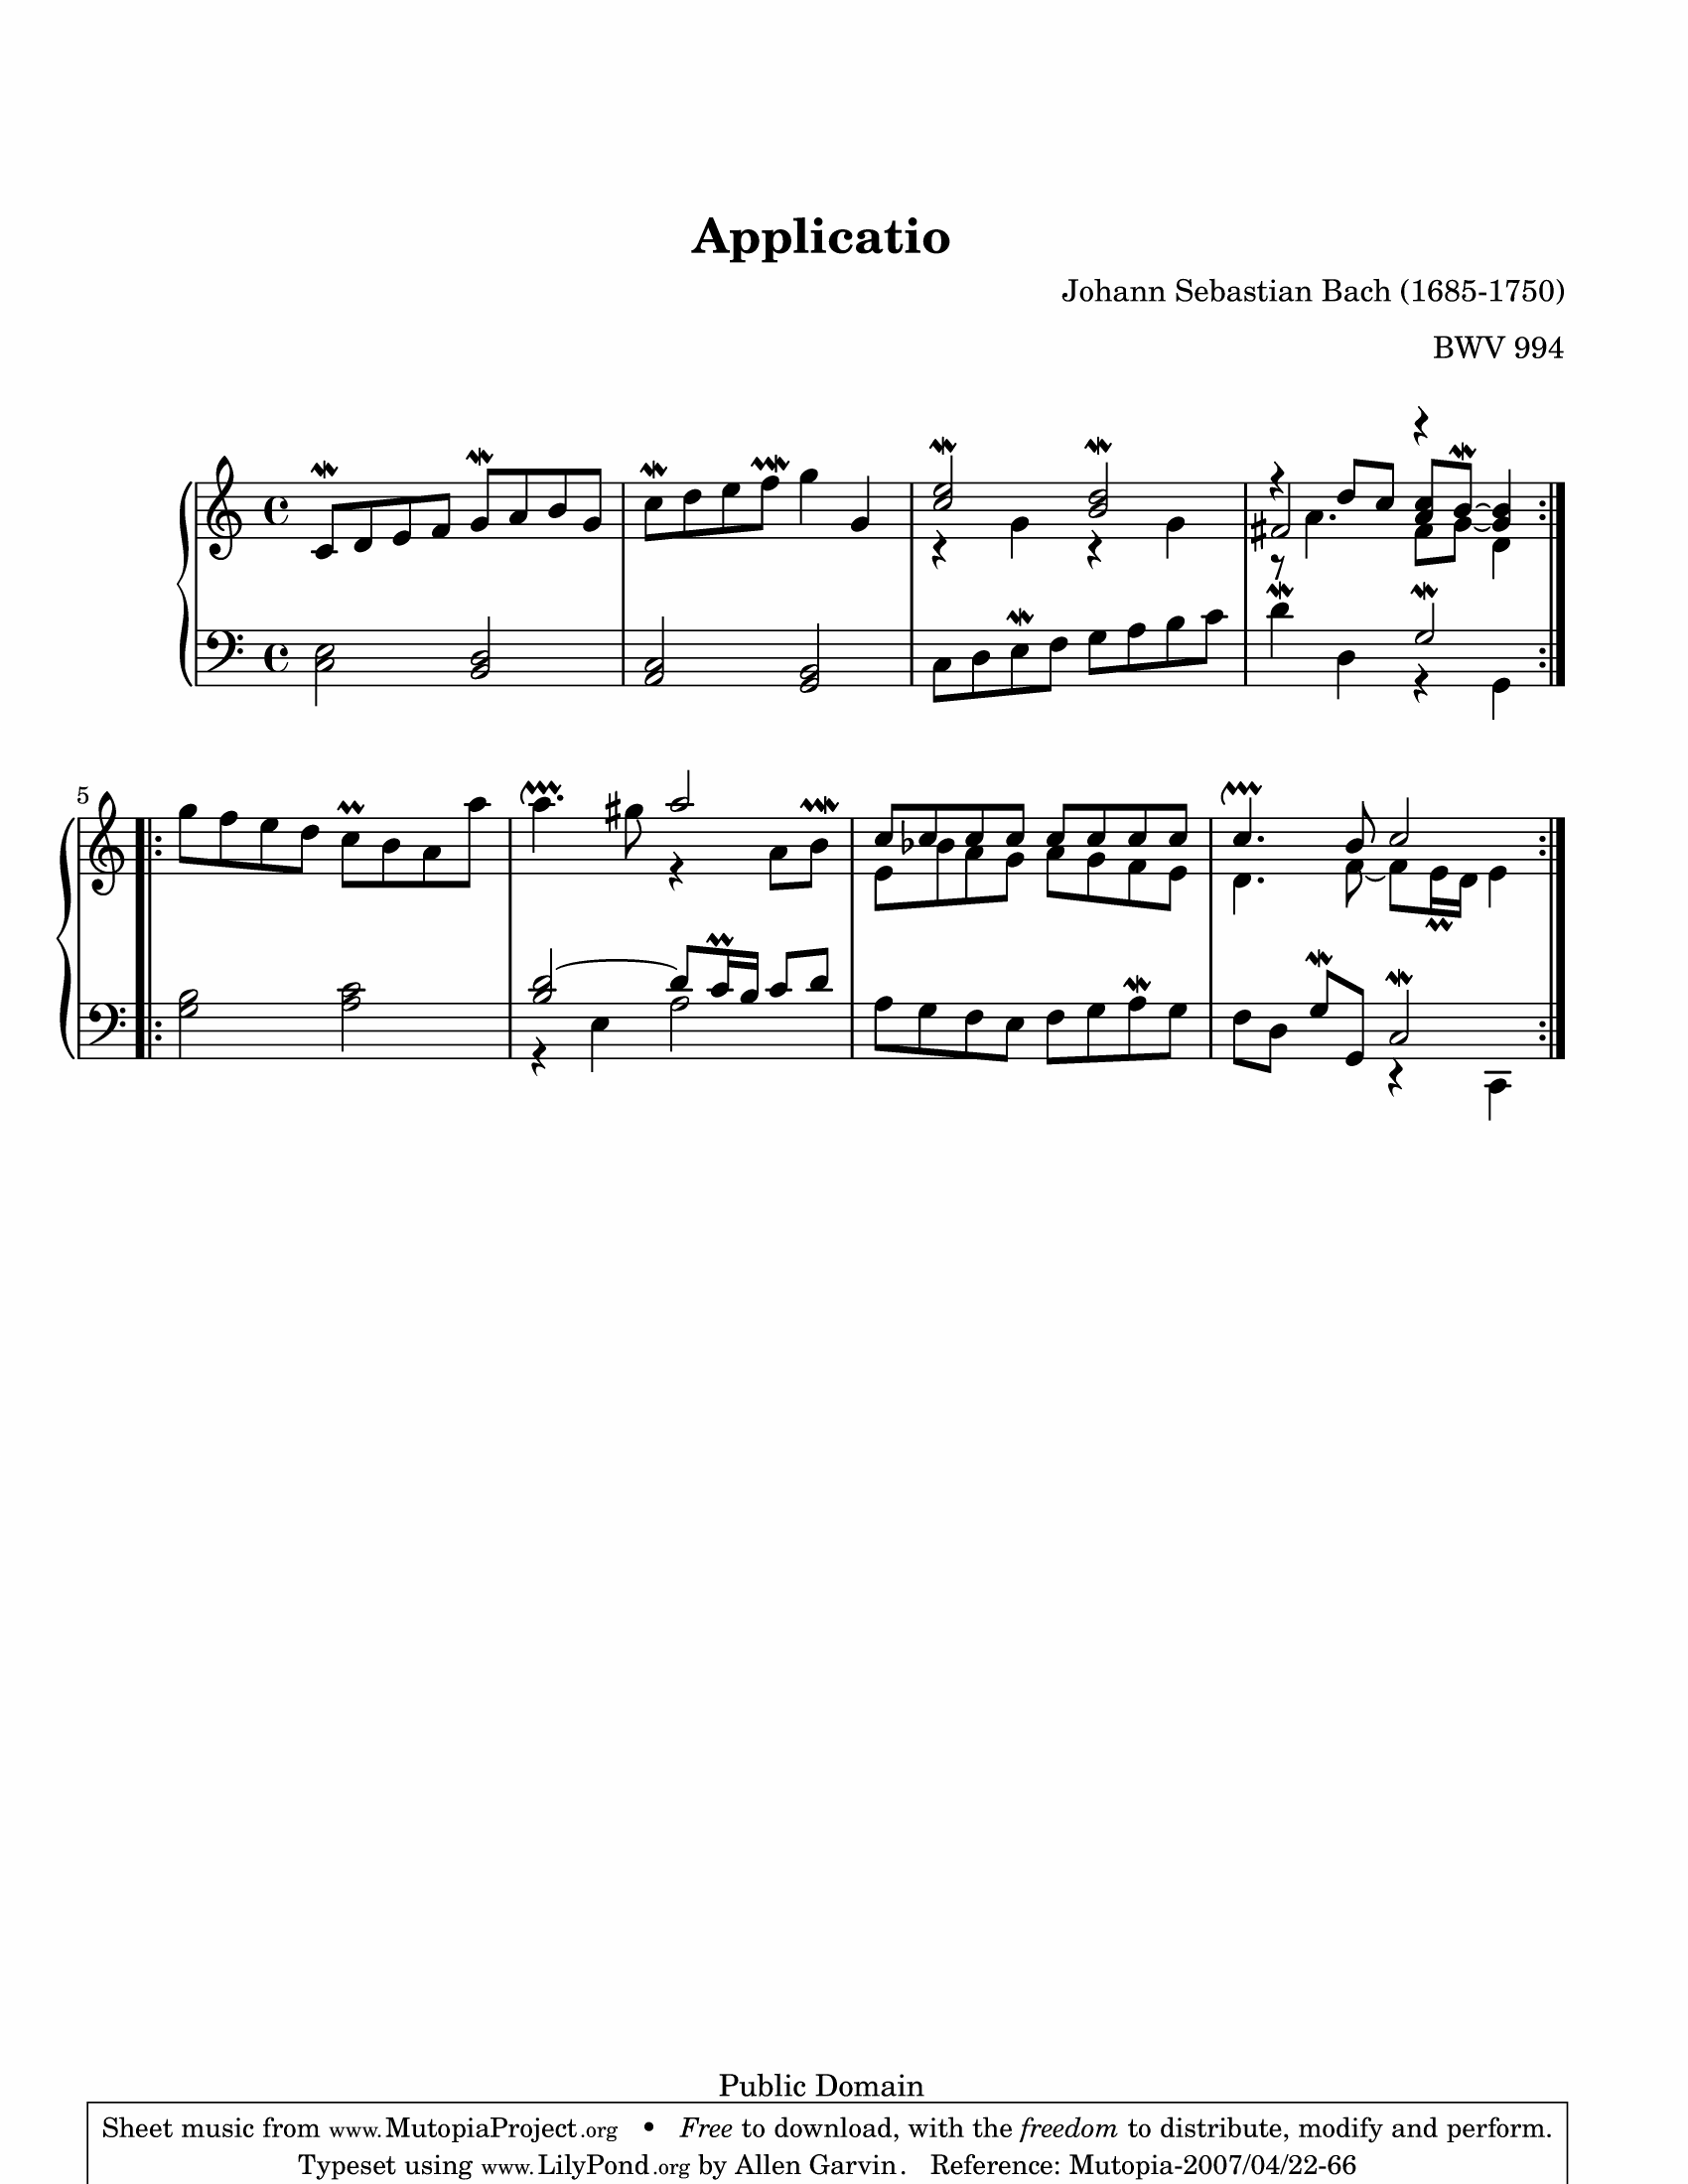 Applicatio
Johann Sebastian Bach (1685-1750)
BWV 994
5
Public Domain
Sheet music from www.MutopiaProject.org • Free to download, with the freedom to distribute, modify and perform.
Typeset using www.LilyPond.org by Allen Garvin. Reference: Mutopia-2007/04/22-66